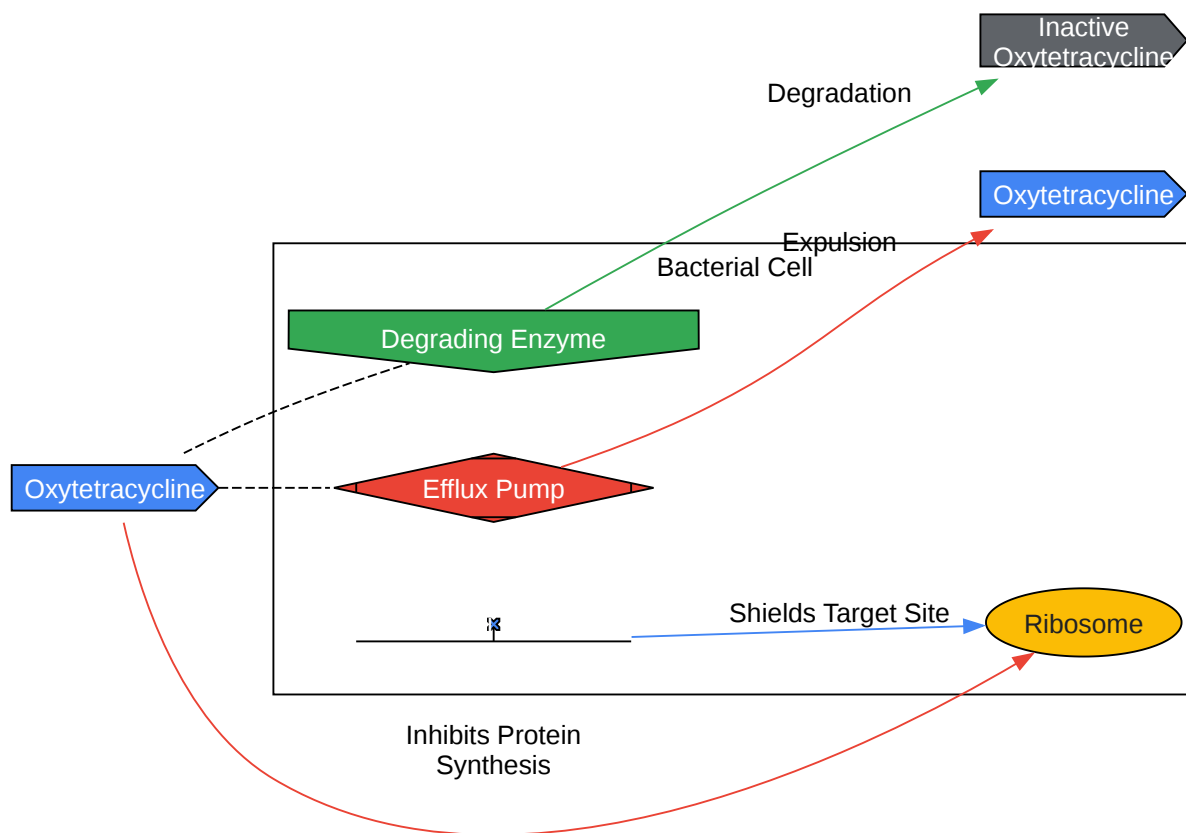 Inactive
Oxytetracycline
Degradation
Oxytetracycline
Expulsion
Bacterial Cell
Degrading Enzyme
Oxytetracycline
Efflux Pump
Shields Target Site
Ribosome
Inhibits Protein
Synthesis